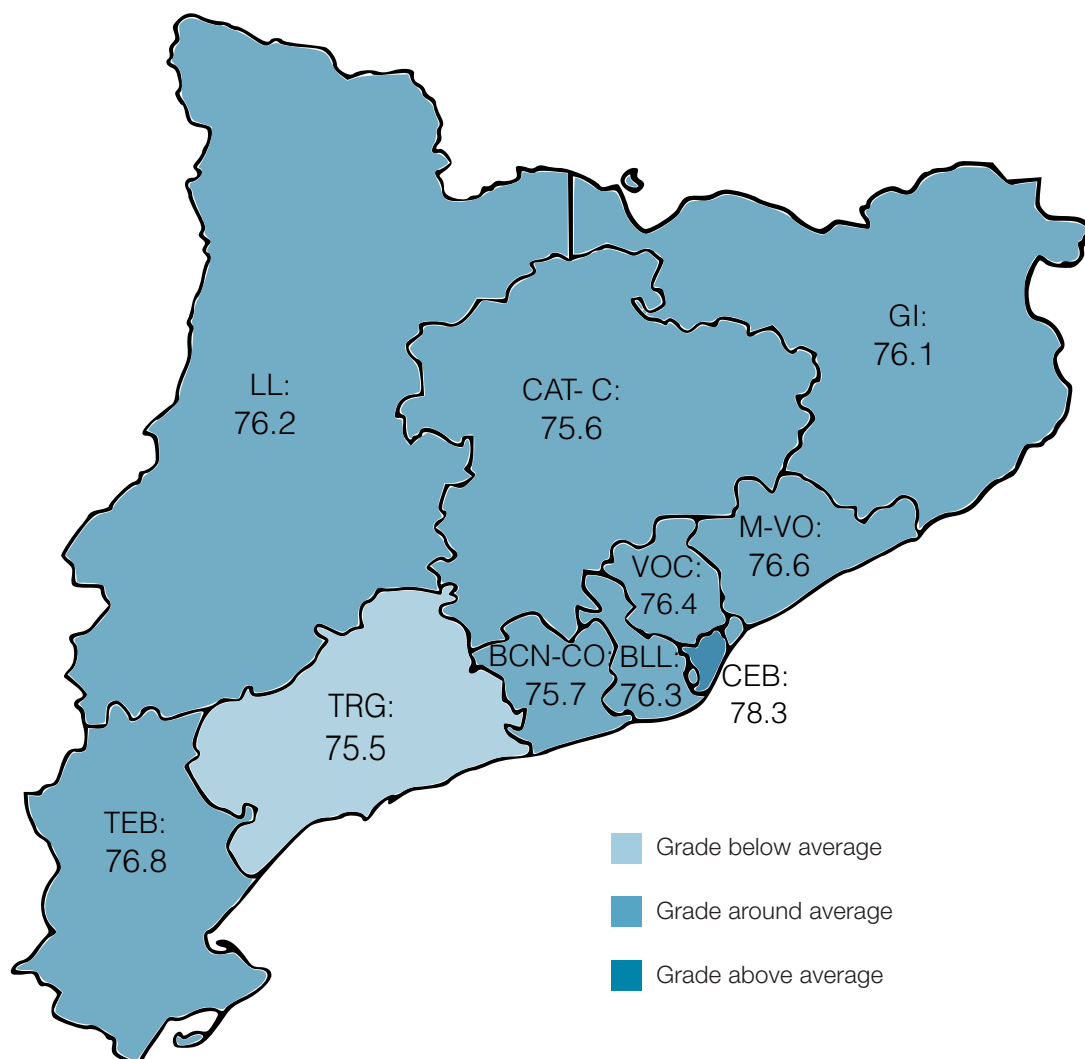 GI:
76.1
LL:
76.2
CAT- C:
75.6
M-VO:
76.6
VOC:
76.4
BCN-CO:
75.7
BLL:
76.3
CEB:
78.3
TRG:
75.5
TEB:
76.8
Grade below average
Grade around average
Grade above average